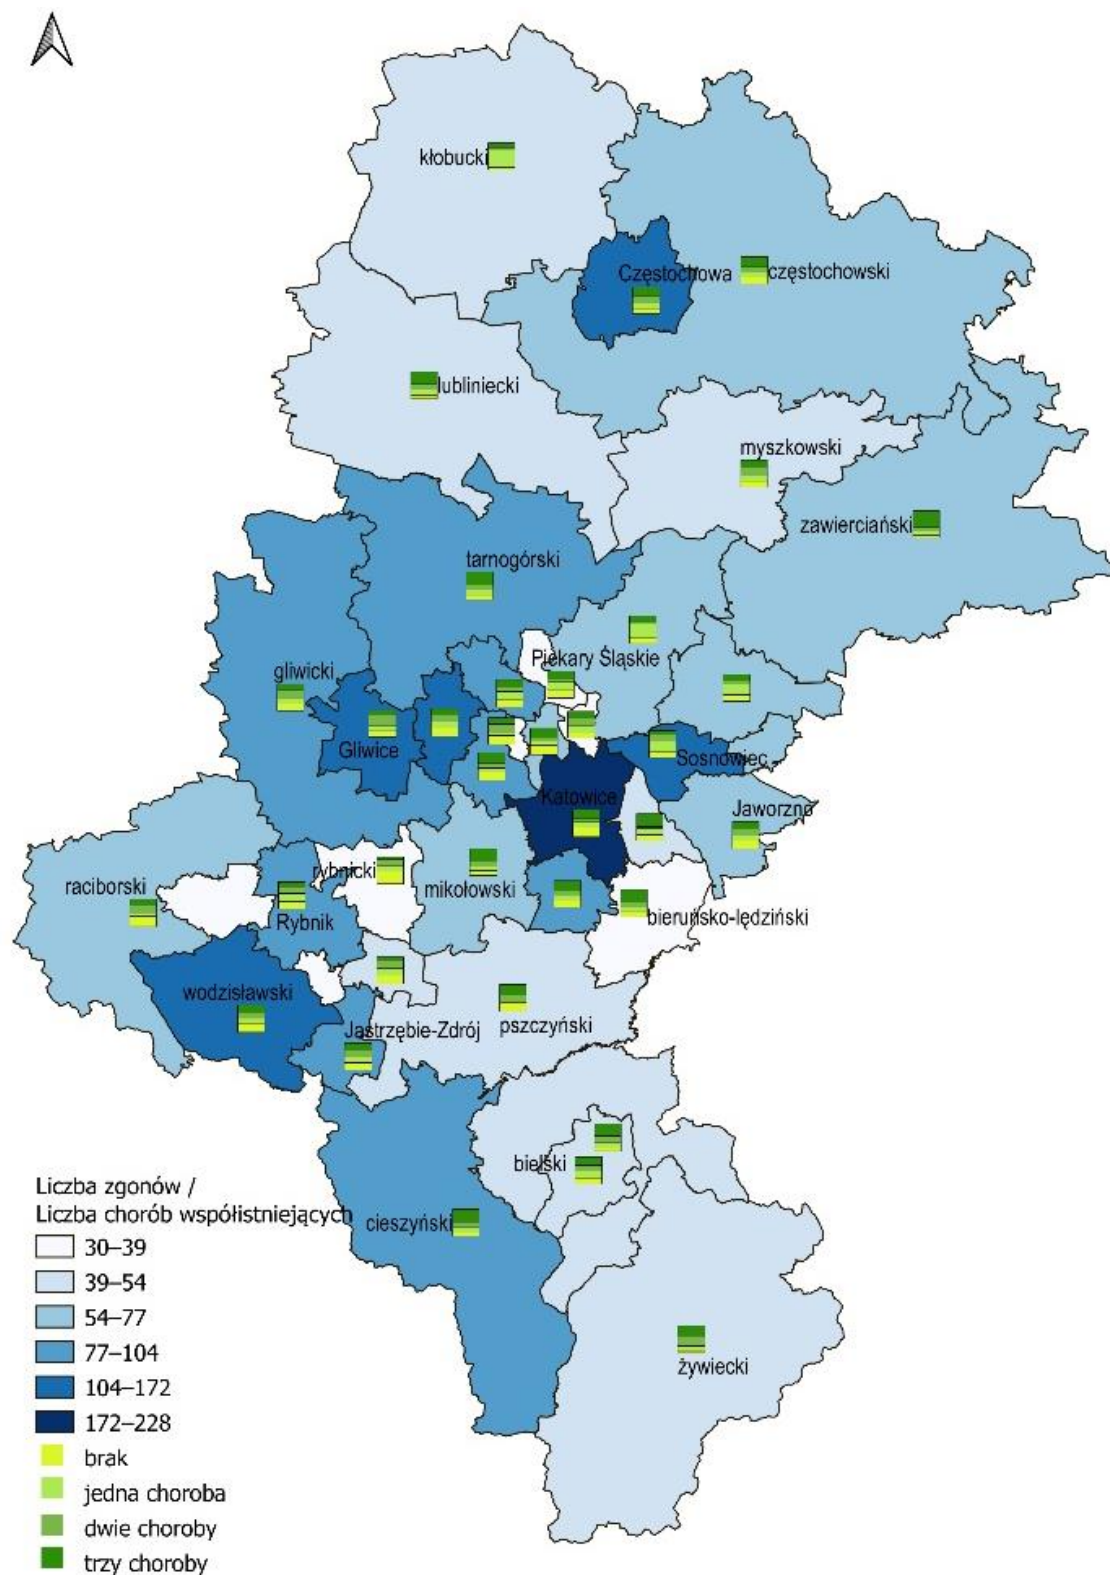 kłobucki
Częstochowa
częstochowski
lubliniecki
myszkowski
zawierciański
tarnogórski
Piekary Śląskie
gliwicki
Gliwice
Sosnowiec
Katowice
Jaworzno
rybnicki
mikołowski
raciborski
Rybnik
bieruńsko-lędziński
wodzisławski
Jastrzębie-Zdrój
pszczyński
bielski
cieszyński
żywiecki
Liczba zgonów /
Liczba chorób współistniejących
30–39
39–54
54–77
77–104
104–172
172–228
brak
jedna choroba
dwie choroby
trzy choroby